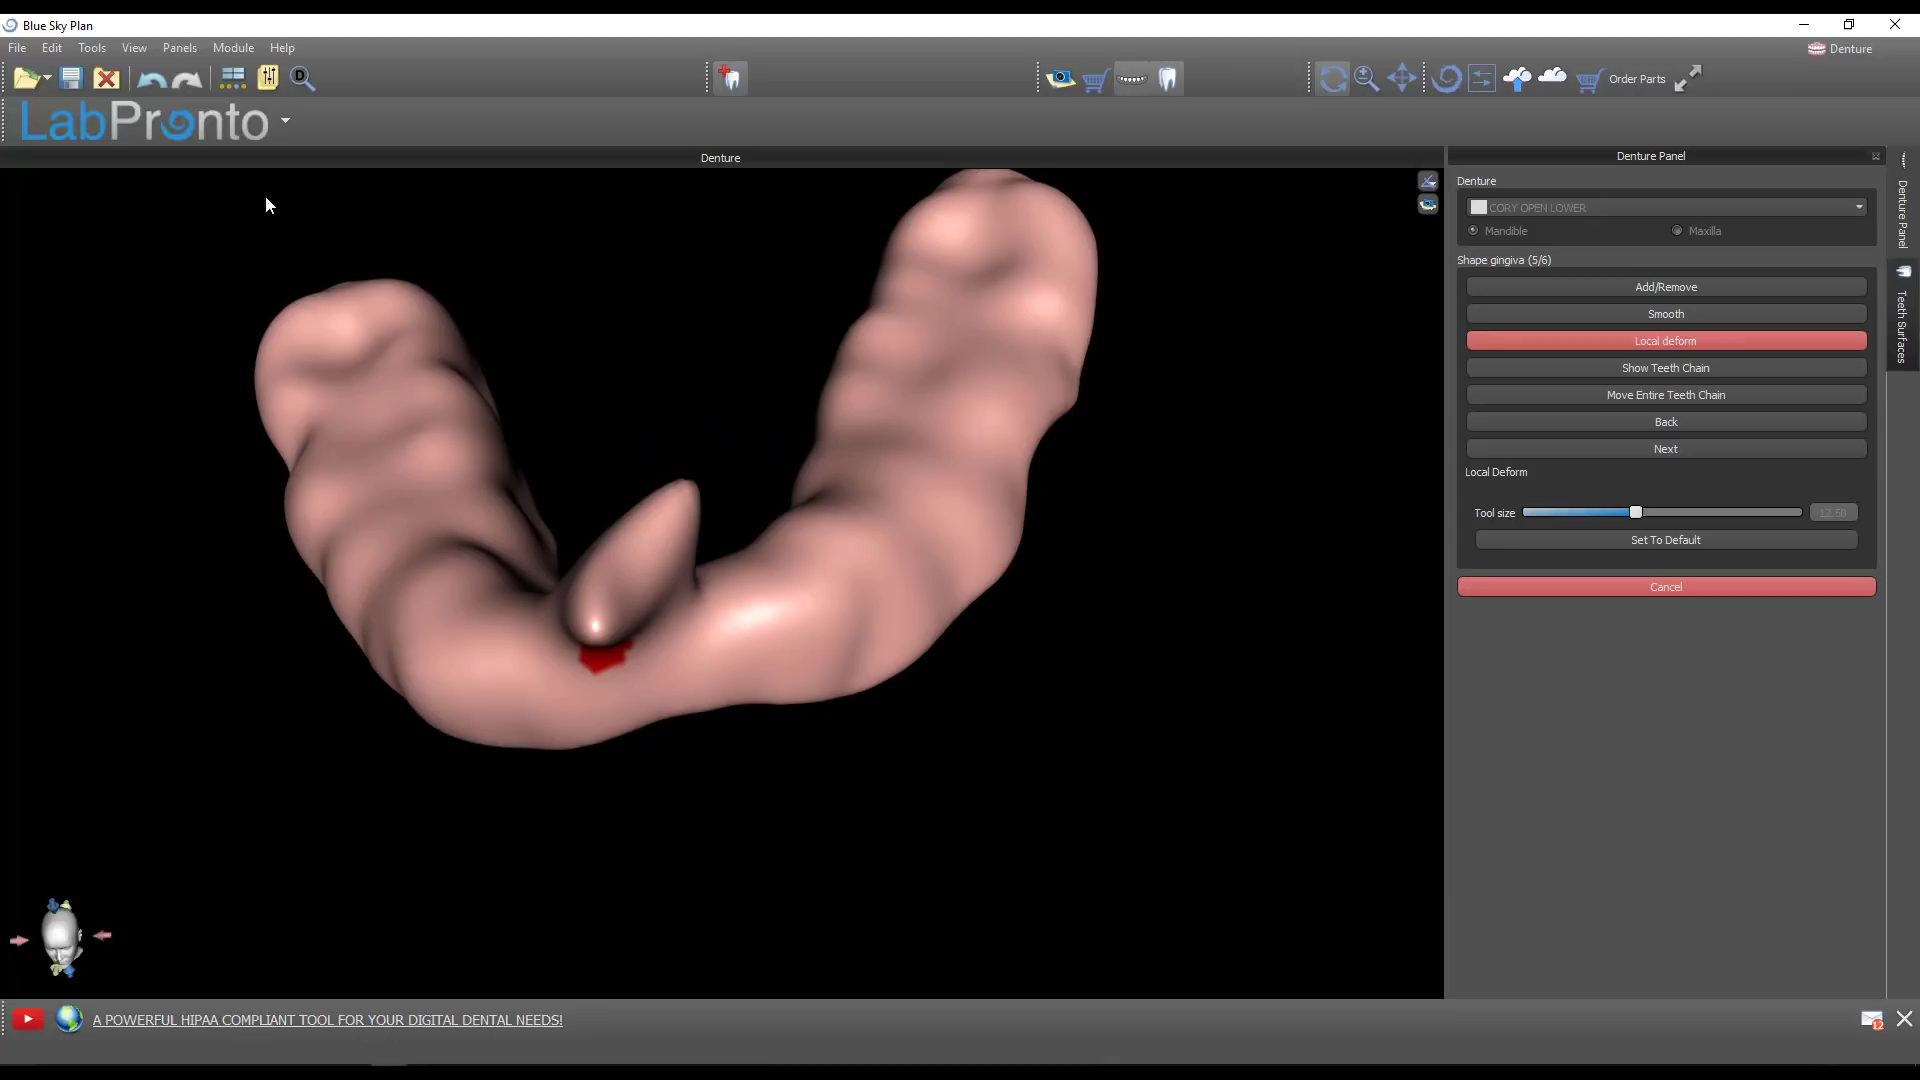 Blue Sky Plan
File Edit Tools View Panels Module Help
Denture
D
Order Parts
LabPronto
Denture
Denture Panel
Denture
CORY OPEN LOWER
Mandible Maxilla
Shape gingiva (5/6)
Add/Remove
Smooth
Local deform
Show Teeth Chain
Move Entire Teeth Chain
Back
Next
Local Deform
Tool size 12.50
Set To Default
Cancel
Denture Panel
Teeth Surfaces
A POWERFUL HIPAA COMPLIANT TOOL FOR YOUR DIGITAL DENTAL NEEDS!
12